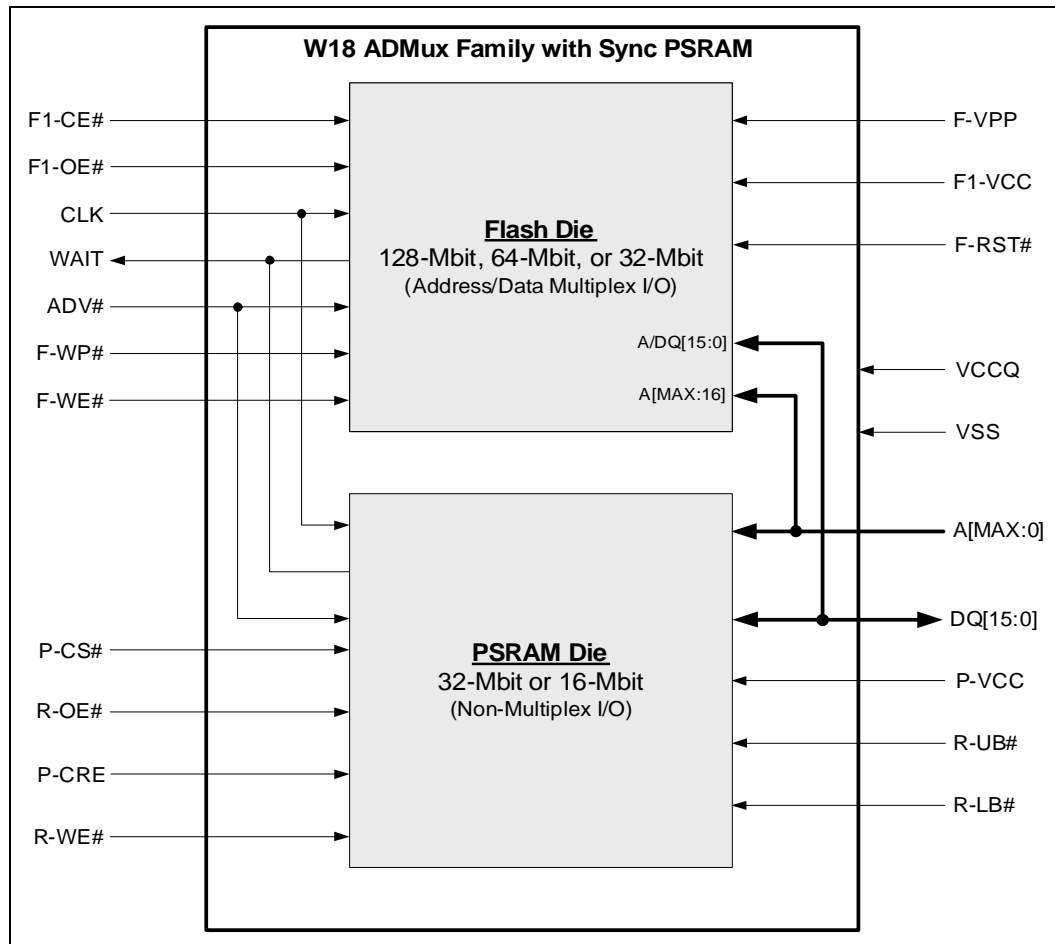 W18 ADMux Family with Sync PSRAM
F1-CE#
F1-OE#
CLK
WAIT
ADV#
F-WP#
F-WE#
Flash Die
128-Mbit, 64-Mbit, or 32-Mbit
(Address/Data Multiplex I/O)
A/DQ[15:0]
A[MAX:16]
F-VPP
F1-VCC
F-RST#
VCCQ
VSS
A[MAX:0]
DQ[15:0]
P-CS#
R-OE#
P-CRE
R-WE#
PSRAM Die
32-Mbit or 16-Mbit
(Non-Multiplex I/O)
P-VCC
R-UB#
R-LB#